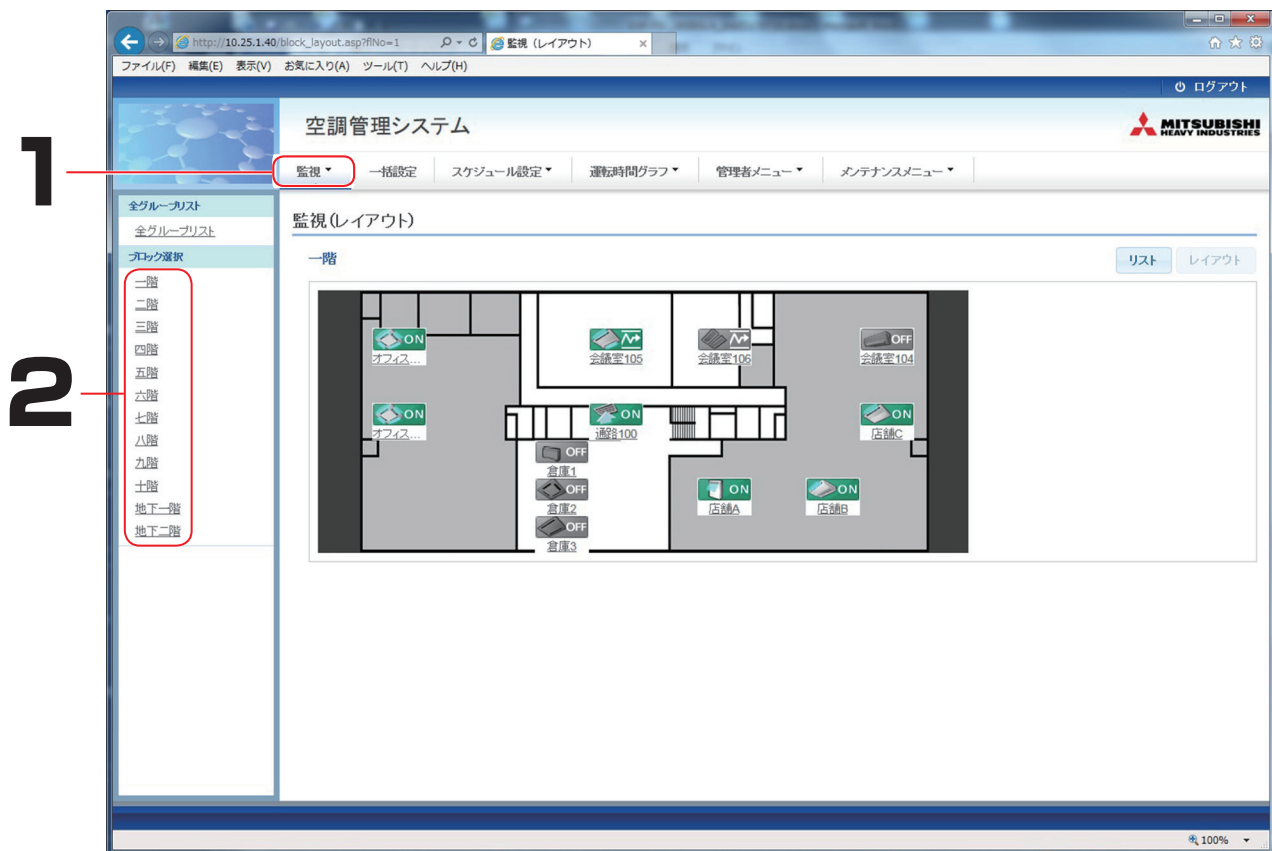 http://10.25.1.40/block_layout.asp?flNo=1
監視（レイアウト）
ファイル(F) 編集(E) 表示(V) お気に入り(A) ツール(T) ヘルプ(H)
ログアウト
空調管理システム
MITSUBISHI
HEAVY INDUSTRIES
1
監視 一括設定 スケジュール設定 運転時間グラフ 管理者メニュー メンテナンスメニュー
全グループリスト
全グループリスト
ブロック選択
2
一階
二階
三階
四階
五階
六階
七階
八階
九階
十階
地下一階
地下二階
監視(レイアウト)
一階
リスト レイアウト
ON
オフィス...
会議室105
会議室106
OFF
会議室104
ON
オフィス...
ON
通路100
ON
店舗C
OFF
倉庫1
OFF
倉庫2
OFF
倉庫3
ON
店舗A
ON
店舗B
100%